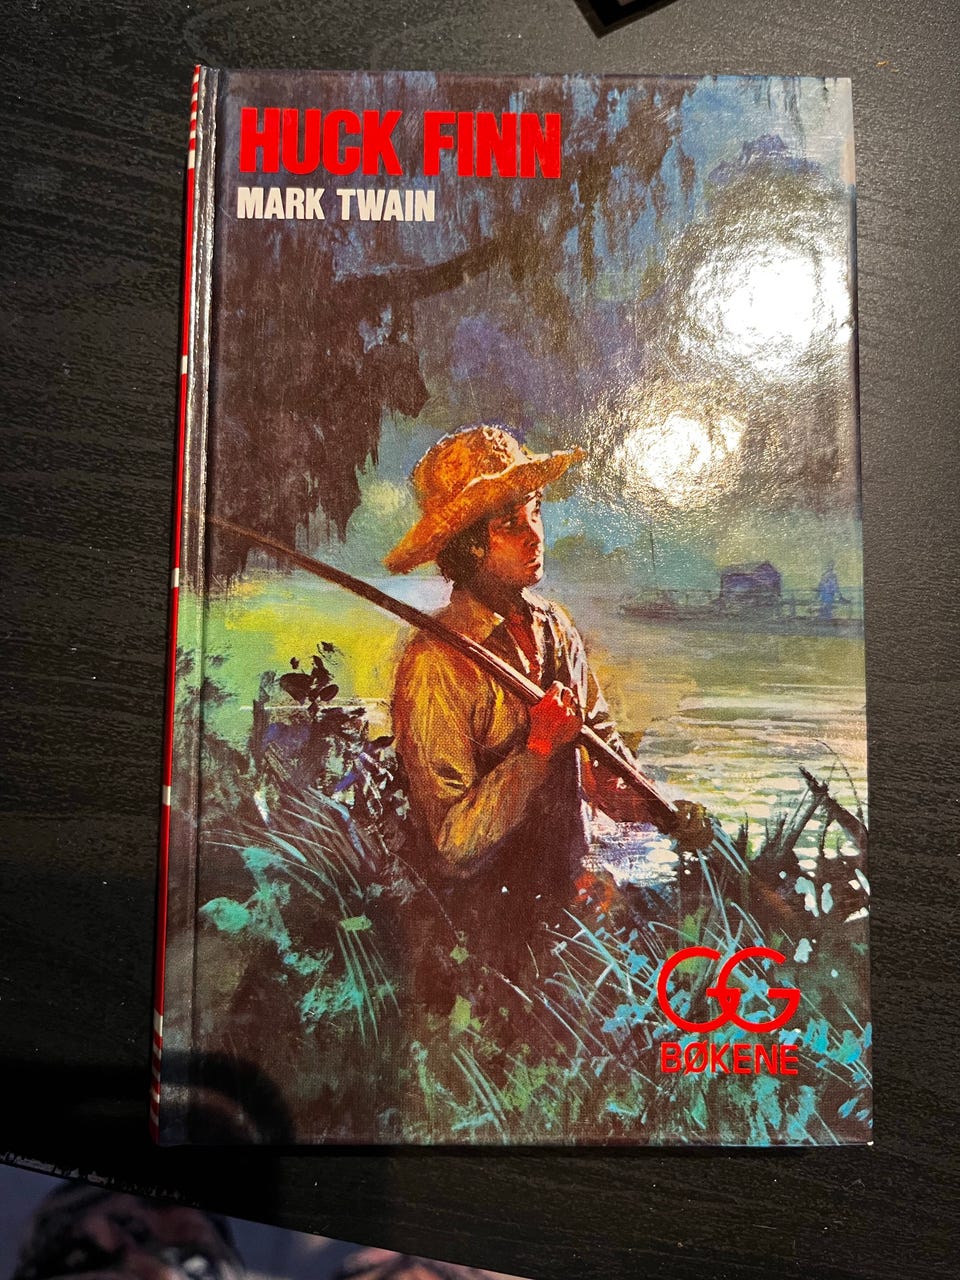 HUCK FINN
MARK TWAIN
GG
BØKENE